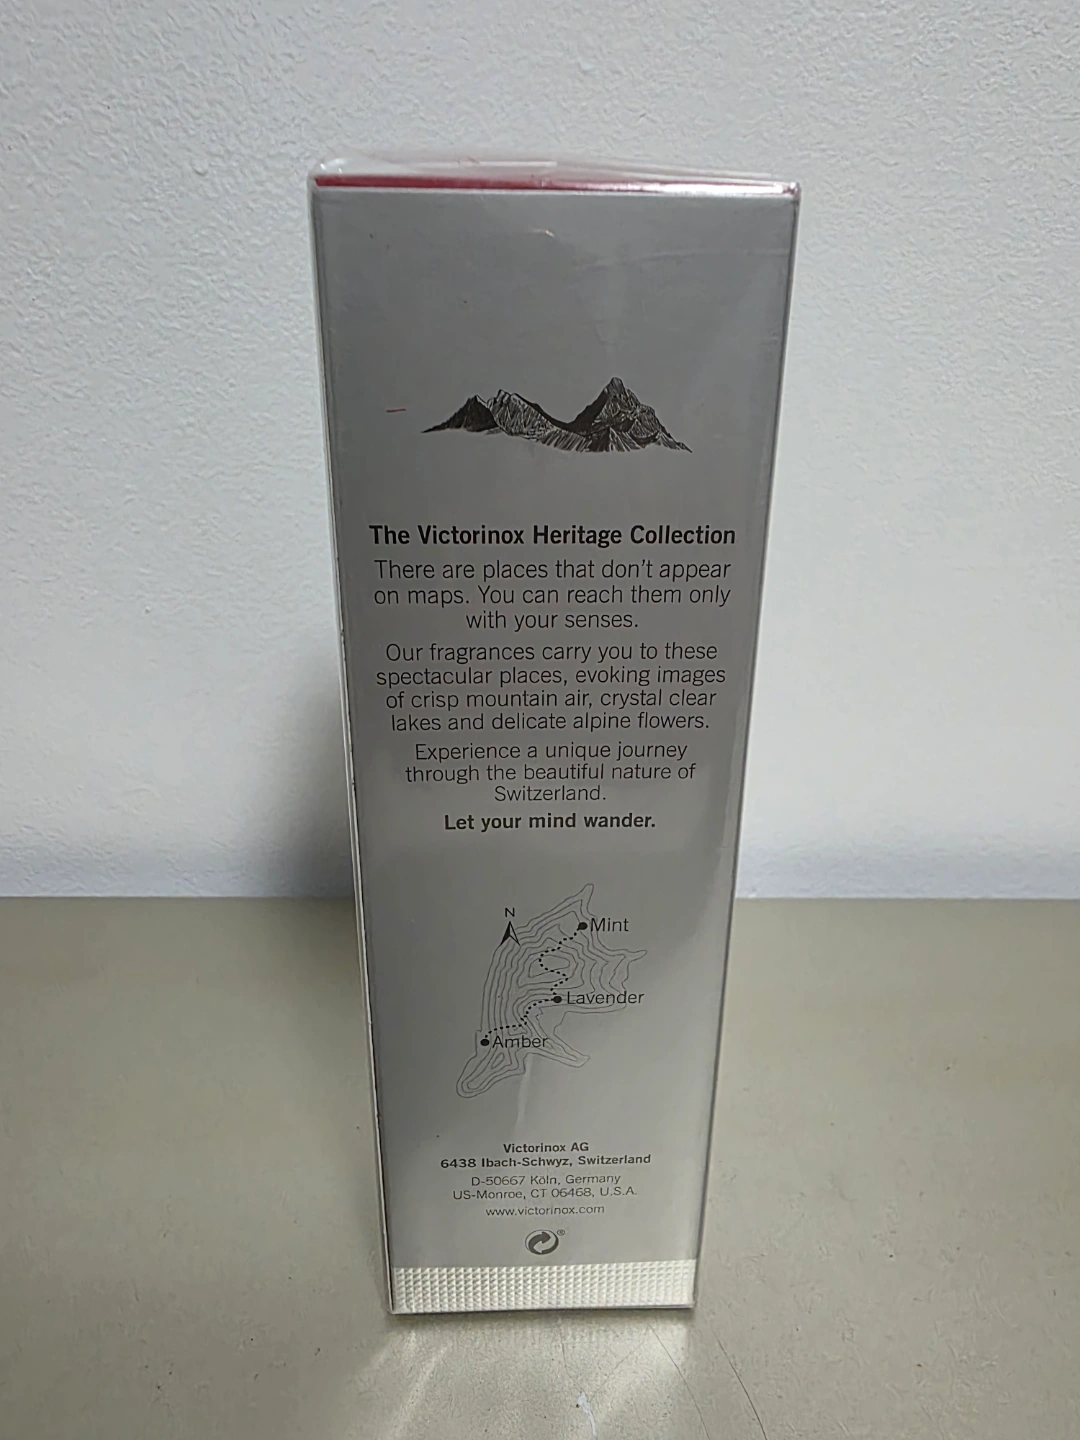 The Victorinox Heritage Collection
There are places that don't appear
on maps. You can reach them only
with your senses.
Our fragrances carry you to these
spectacular places, evoking images
of crisp mountain air, crystal clear
lakes and delicate alpine flowers.
Experience a unique journey
through the beautiful nature of
Switzerland.
Let your mind wander.
N
Mint
Lavender
Amber
Victorinox AG
6438 Ibach-Schwyz, Switzerland
D-50667 Köln, Germany
US-Monroe, CT 06468, U.S.A.
www.victorinox.com
®